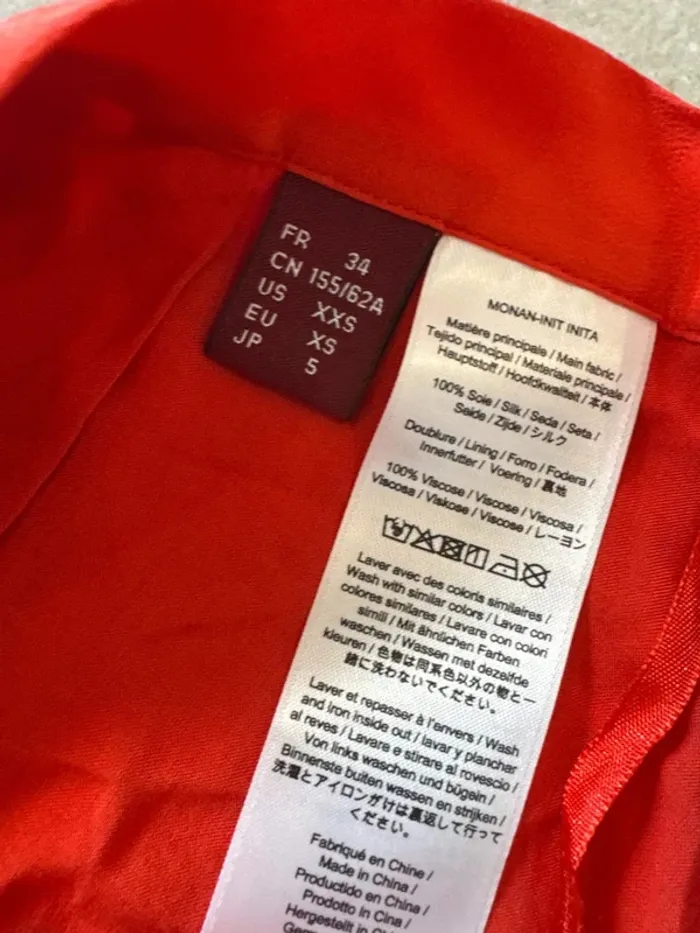 FR 34
CN 155/62A
US XXS
EU XS
JP 5
MONAN-INIT INITA
Matière principale / Main fabric /
Tejido principal / Materiale principale /
Hauptstoff / Hoofdkwaliteit / 本体
100% Soie / Silk / Seda / Seta /
Seide / Zijde / シルク
Doublure / Lining / Forro / Fodera /
Innerfutter / Voering / 裏地
100% Viscose / Viscose / Viscosa /
Viscosa / Viskose / Viscose / レーヨン
Laver avec des coloris similaires /
Wash with similar colors / Lavar con
colores similares / Lavare con colori
simili / Mit ähnlichen Farben
waschen / Wassen met dezelfde
kleuren / 色物は同系色以外の物と一
緒に洗わないでください。
Laver et repasser à l'envers / Wash
and iron inside out / lavar y planchar
al reves / Lavare e stirare al rovescio /
Von links waschen und bügeln /
Binnenste buiten wassen en strijken /
洗濯とアイロンがけは裏返して行って
ください。
Fabriqué en Chine /
Made in China /
Productido en China /
Prodotto in Cina /
Hergestellt in Ch